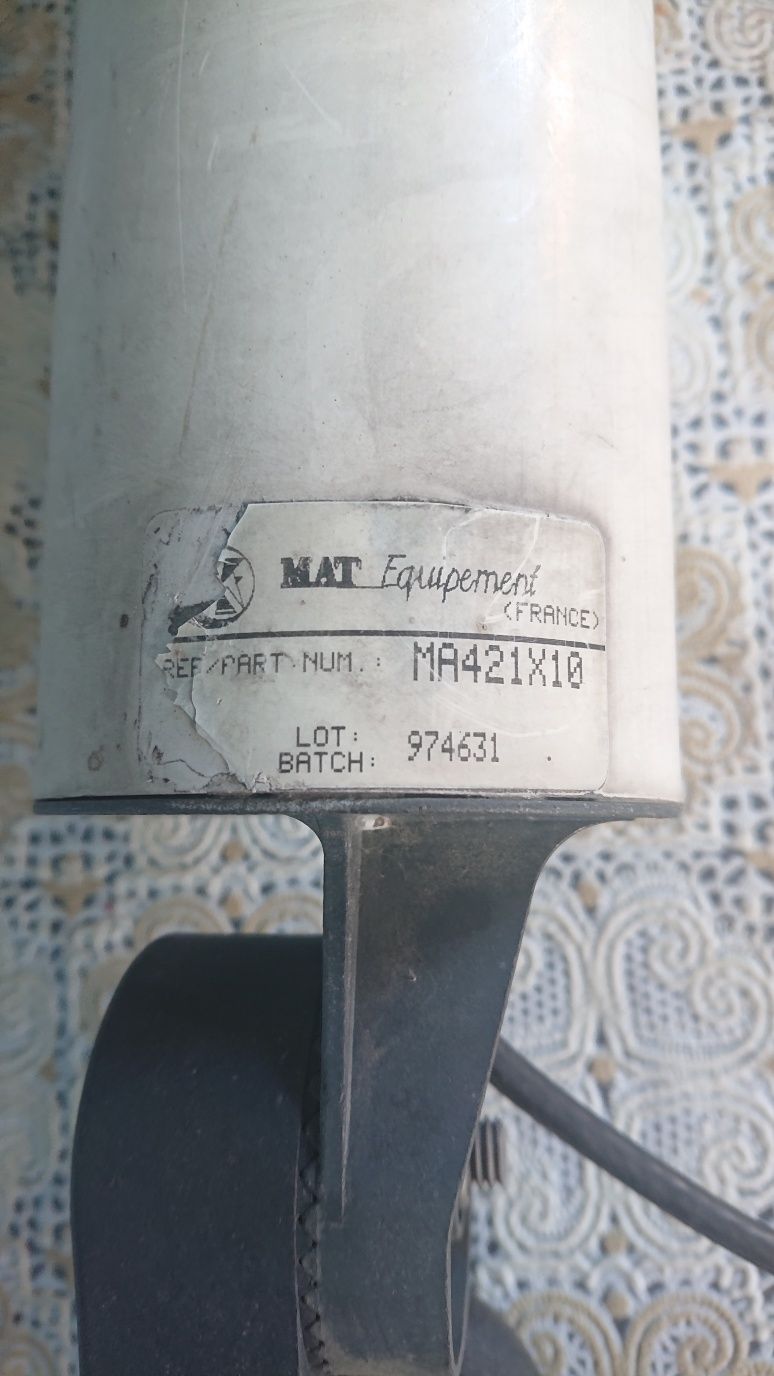 MAT Equipement
(FRANCE)
REF/PART NUM.: MA421X10
LOT:
BATCH: 974631